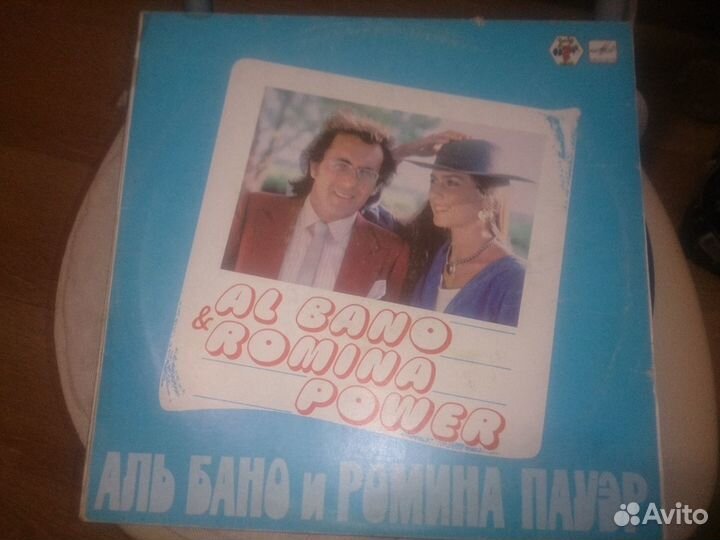 AL BANO
& ROMINA
POWER
АЛЬ БАНО и РОМИНА ПАУЭР
Avito